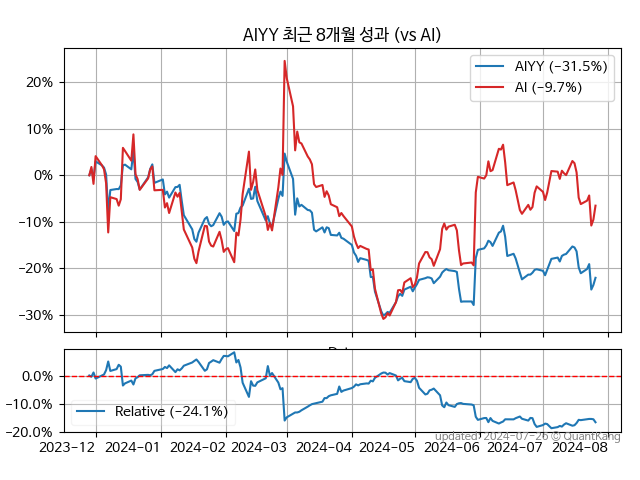 AIYY 최근 8개월 성과 (vs AI)
AIYY (−31.5%)
AI (−9.7%)
20%
10%
0%
−10%
−20%
−30%
0.0%
−10.0%
−20.0%
Relative (−24.1%)
2023−12 2024−01 2024−02 2024−03 2024−04 2024−05 2024−06 2024−07 2024−08
updated: 2024−07−26 © QuantKang